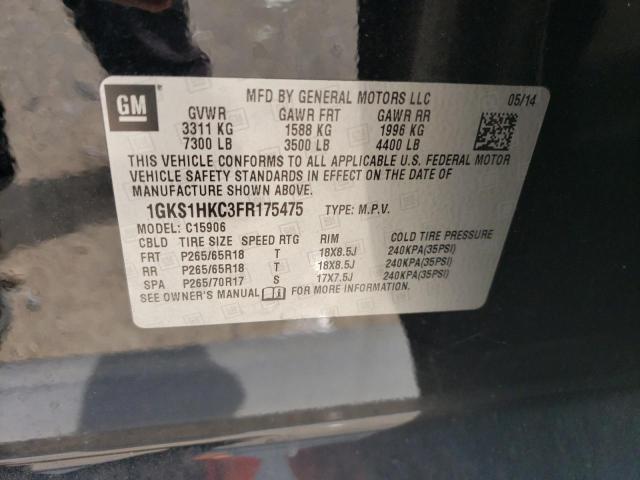 GM
MFD BY GENERAL MOTORS LLC 05/14
GVWR GAWR FRT GAWR RR
3311 KG 1588 KG 1996 KG
7300 LB 3500 LB 4400 LB
THIS VEHICLE CONFORMS TO ALL APPLICABLE U.S. FEDERAL MOTOR
VEHICLE SAFETY STANDARDS IN EFFECT ON THE DATE OF
MANUFACTURE SHOWN ABOVE.
1GKS1HKC3FR175475 TYPE: M.P.V.
MODEL: C15906
CBLD TIRE SIZE SPEED RTG RIM COLD TIRE PRESSURE
FRT P265/65R18 T 18X8.5J 240KPA(35PSI)
RR P265/65R18 T 18X8.5J 240KPA(35PSI)
SPA P265/70R17 S 17X7.5J 240KPA(35PSI)
SEE OWNER'S MANUAL FOR MORE INFORMATION.